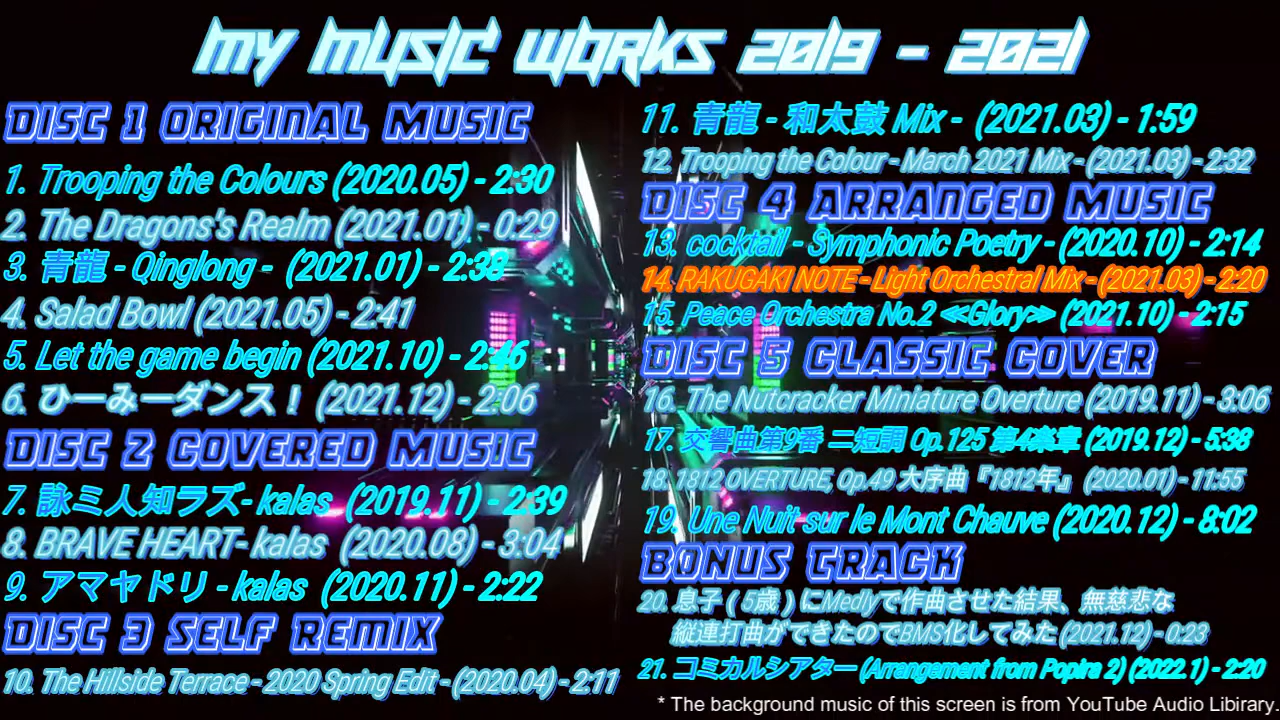 MY MUSIC WORKS 2019 - 2021
DISC 1 ORIGINAL MUSIC
1. Trooping the Colours (2020.05) - 2:30
2. The Dragons's Realm (2021.01) - 0:29
3. 青龍 - Qinglong - (2021.01) - 2:38
4. Salad Bowl (2021.05) - 2:41
5. Let the game begin (2021.10) - 2:46
6. ひーみーダンス！ (2021.12) - 2:06
DISC 2 COVERED MUSIC
7. 詠ミ人知ラズ- kalas (2019.11) - 2:39
8. BRAVE HEART- kalas (2020.08) - 3:04
9. アマヤドリ - kalas (2020.11) - 2:22
DISC 3 SELF REMIX
10. The Hillside Terrace - 2020 Spring Edit - (2020.04) - 2:11
11. 青龍 - 和太鼓 Mix - (2021.03) - 1:59
12. Trooping the Colour - March 2021 Mix - (2021.03) - 2:32
DISC 4 ARRANGED MUSIC
13. cocktail - Symphonic Poetry - (2020.10) - 2:14
14. RAKUGAKI NOTE - Light Orchestral Mix - (2021.03) - 2:20
15. Peace Orchestra No.2 ≪Glory≫ (2021.10) - 2:15
DISC 5 CLASSIC COVER
16. The Nutcracker Miniature Overture (2019.11) - 3:06
17. 交響曲第9番 ニ短調 Op. 125 第4楽章 (2019.12) - 5:38
18. 1812 OVERTURE, Op.49 大序曲『1812年』 (2020.01) - 11:55
19. Une Nuit sur le Mont Chauve (2020.12) - 8:02
BONUS TRACK
20. 息子（5歳）にMedlyで作曲させた結果、無慈悲な
縦連打曲ができたのでBMS化してみた (2021.12) - 0:23
21. コミカルシアター (Arrangement from Popira 2) (2022.1) - 2:20
* The background music of this screen is from YouTube Audio Libirary.